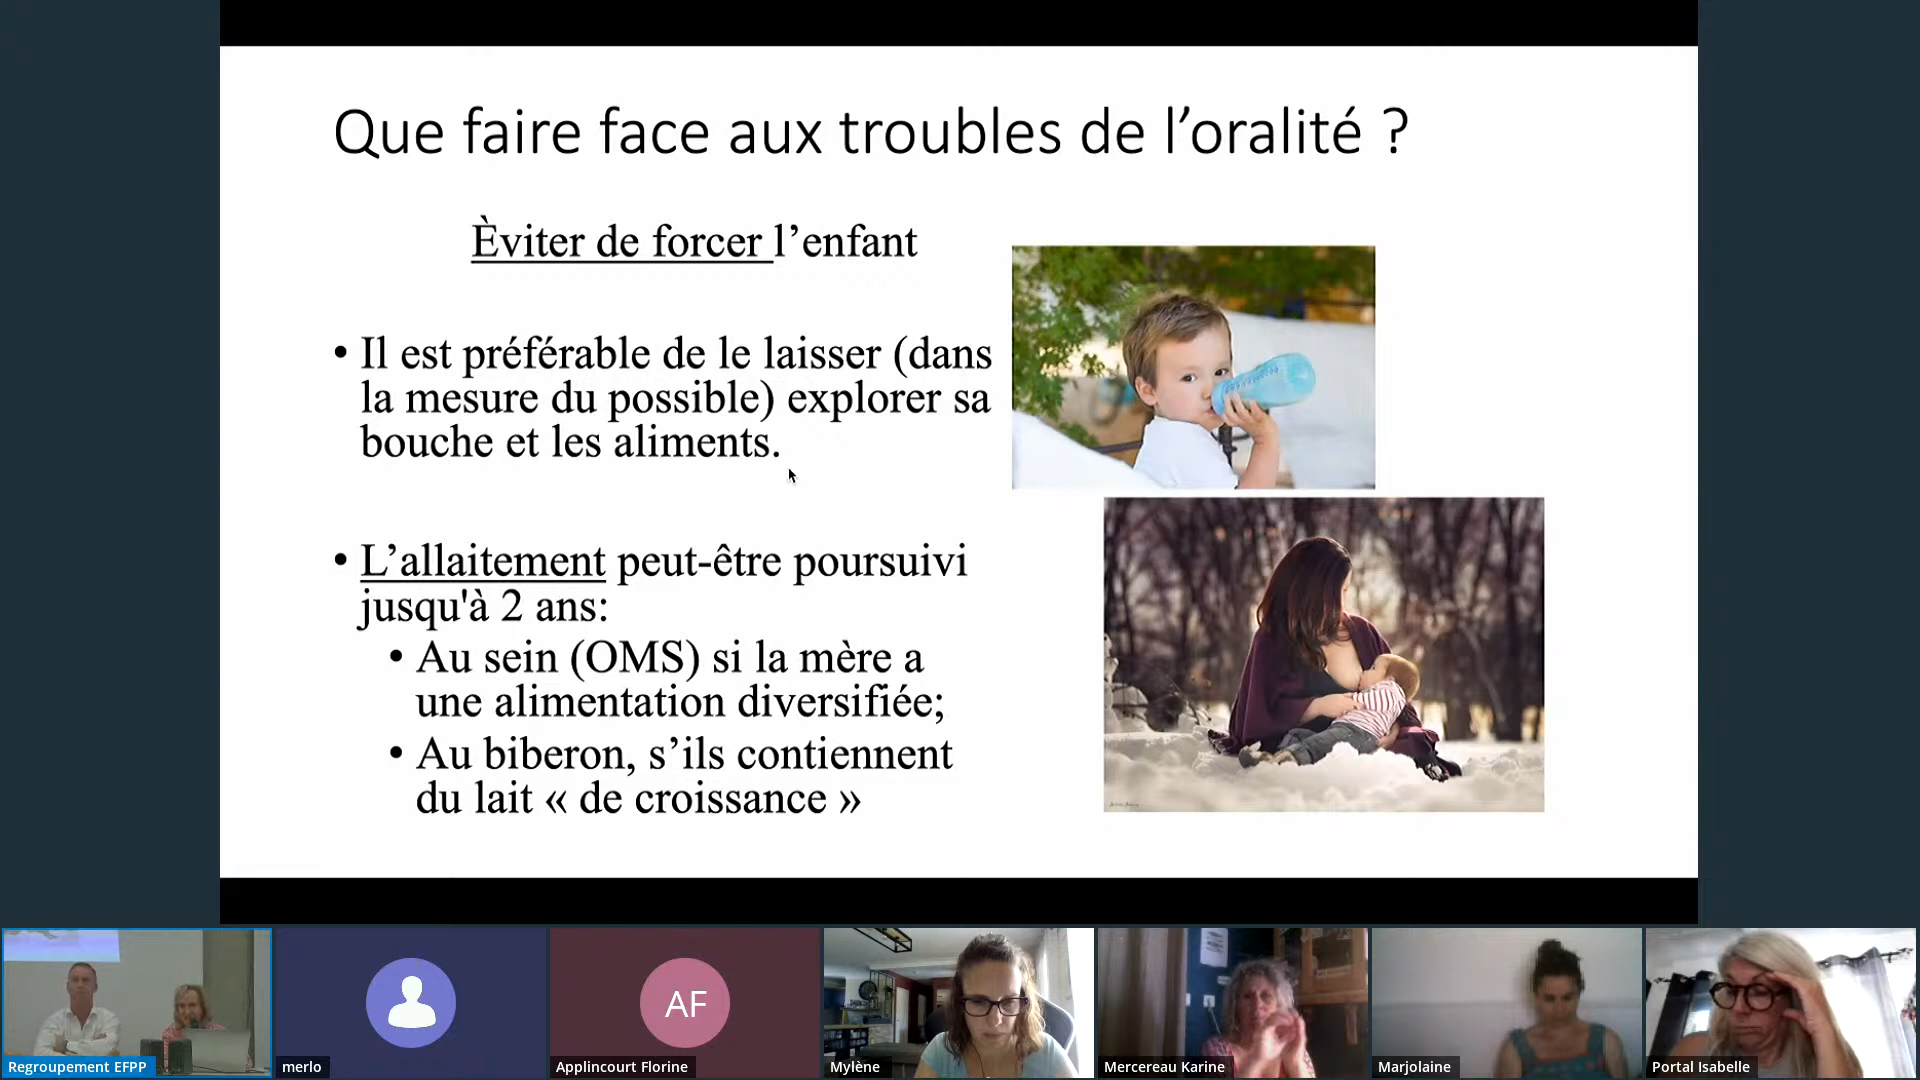 Que faire face aux troubles de l’oralité ?
Èviter de forcer l’enfant
• Il est préférable de le laisser (dans
la mesure du possible) explorer sa
bouche et les aliments.
• L’allaitement peut-être poursuivi
jusqu'à 2 ans:
• Au sein (OMS) si la mère a
une alimentation diversifiée;
• Au biberon, s’ils contiennent
du lait « de croissance »
AF
Regroupement EFPP
merlo
Applincourt Florine
Mylène
Mercereau Karine
Marjolaine
Portal Isabelle